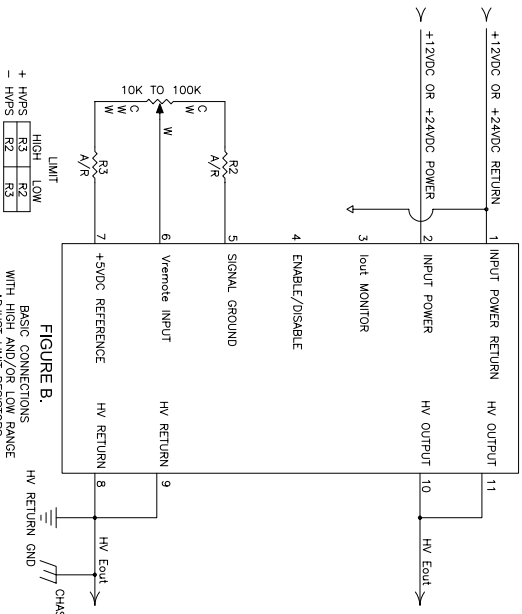 +12VDC OR +24VDC RETURN
+12VDC OR +24VDC POWER
1 INPUT POWER RETURN
2 INPUT POWER
3 Iout MONITOR
4 ENABLE/DISABLE
5 SIGNAL GROUND
6 Vremote INPUT
7 +5VDC REFERENCE
HV OUTPUT 11
HV OUTPUT 10
HV RETURN 9
HV RETURN 8
HV Eout
HV Eout
10K TO 100K
C W
W
C W W
R2
A/R
R3
A/R
LIMIT
HIGH LOW
+ HVPS R3 R2
- HVPS R2 R3
HV RETURN GND
CHAS
FIGURE B.
BASIC CONNECTIONS
WITH HIGH AND/OR LOW RANGE